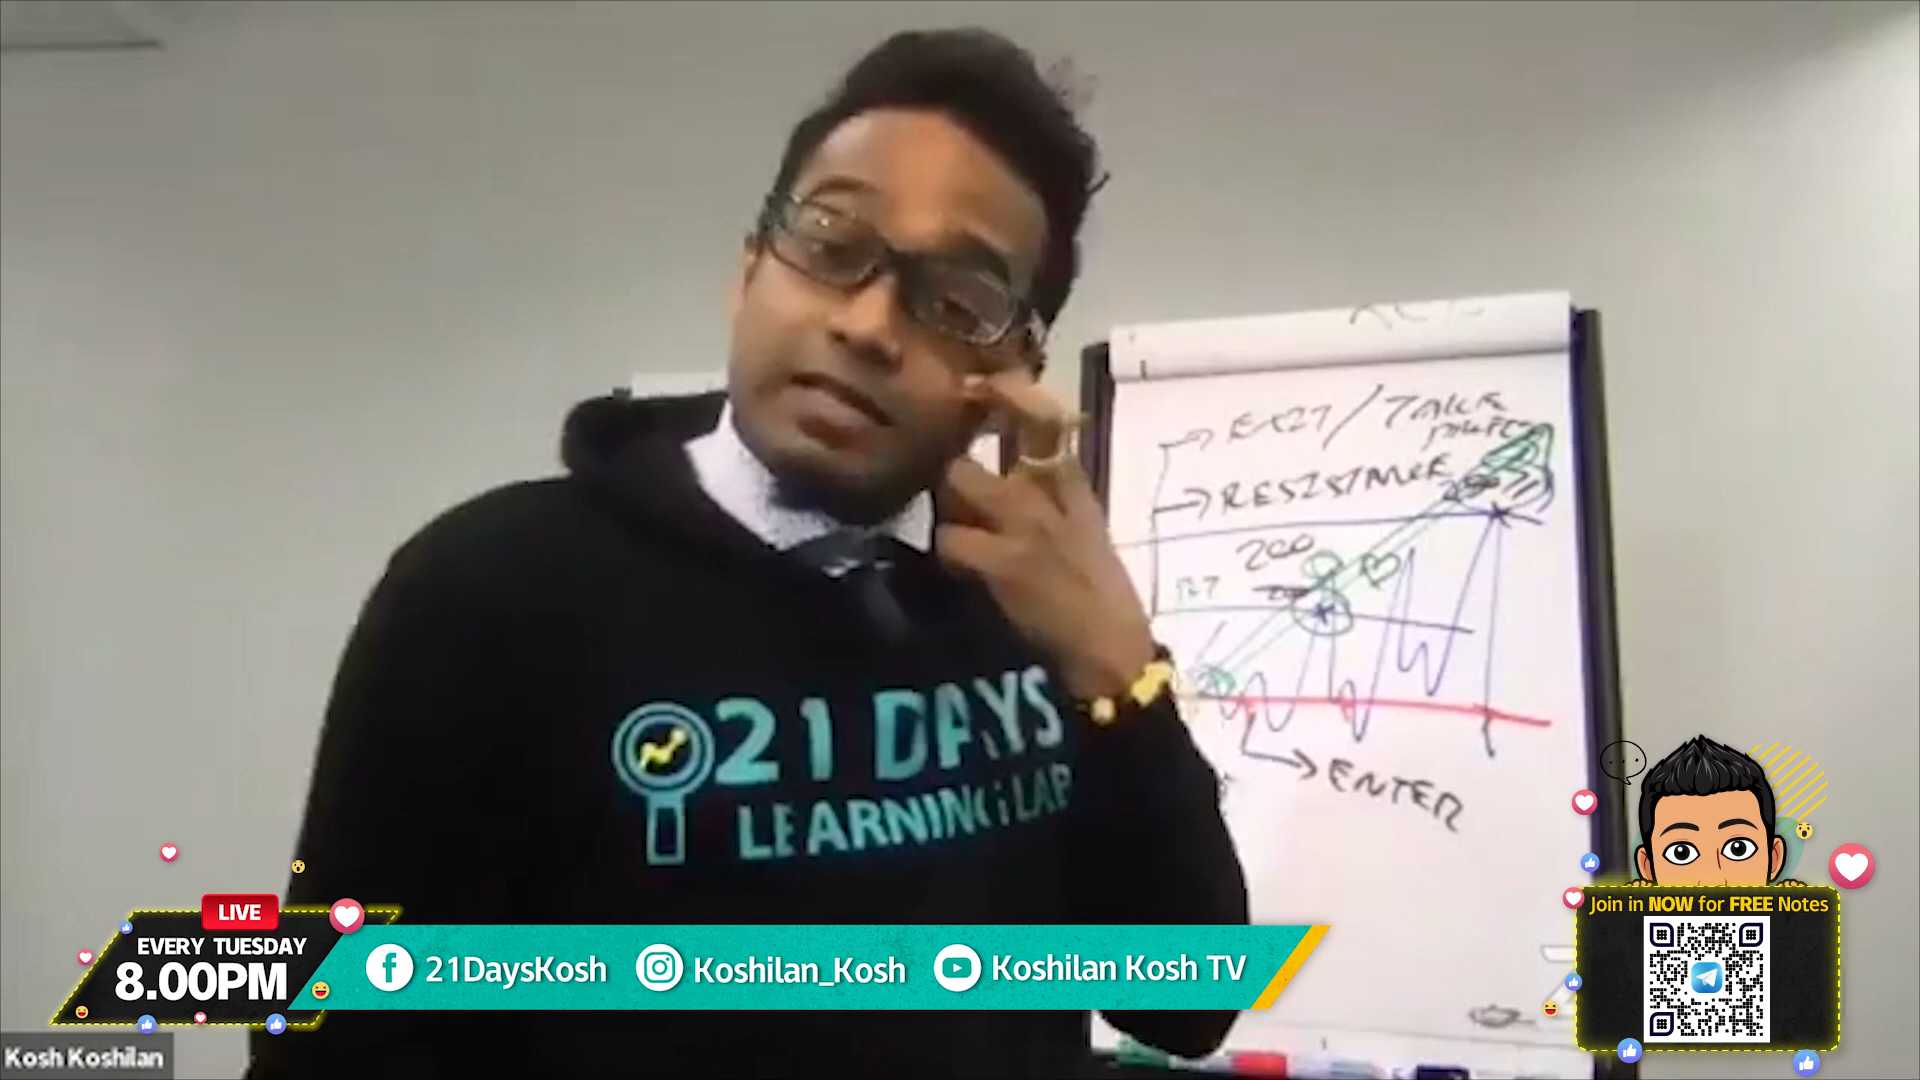 EXIT / TAKE
PROFIT
RESISTANCE
200
ENTER
21 DAYS
LEARNING LAB
LIVE
EVERY TUESDAY
8.00PM
21DaysKosh
Koshilan_Kosh
Koshilan Kosh TV
Join in NOW for FREE Notes
Kosh Koshilan